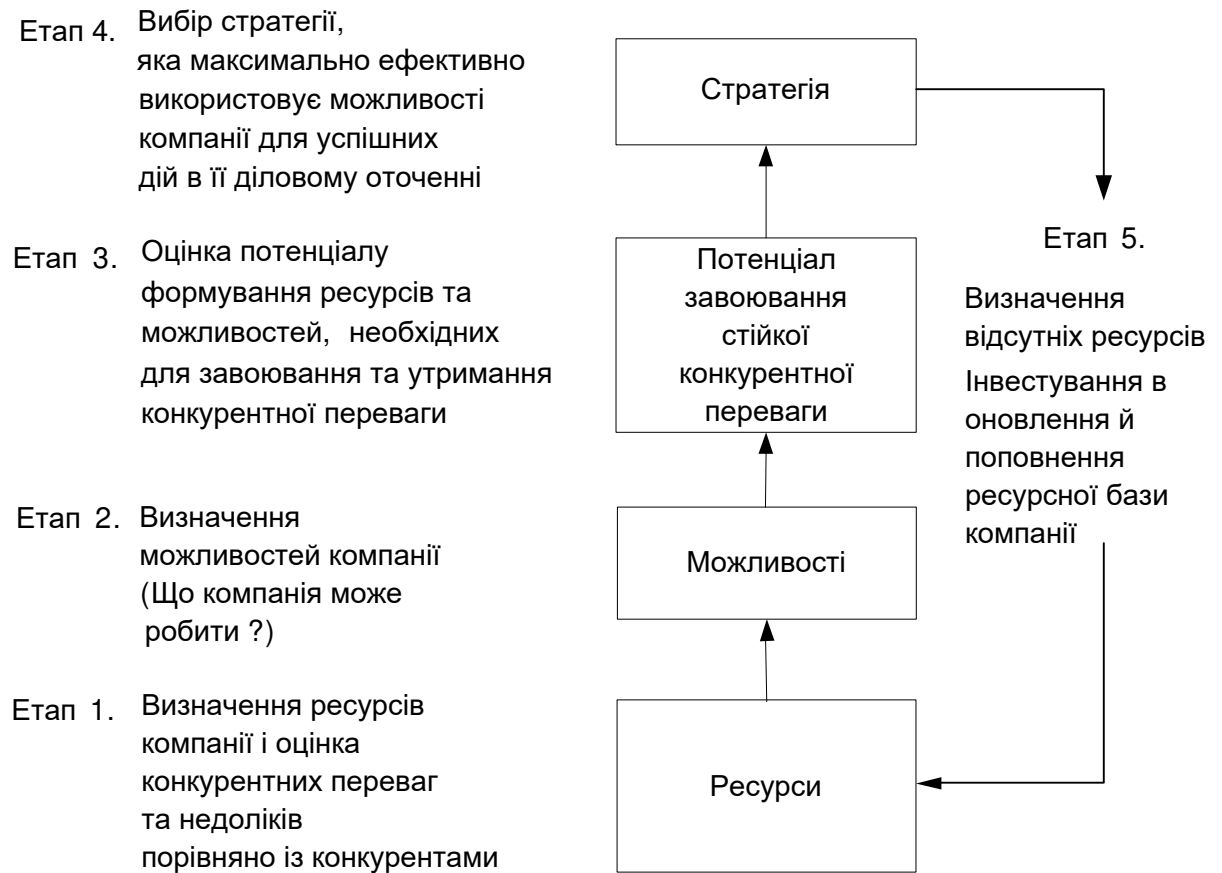 Етап 4. Вибір стратегії,
яка максимально ефективно
використовує можливості
компанії для успішних
дій в її діловому оточенні
Стратегія
Етап 3. Оцінка потенціалу
формування ресурсів та
можливостей, необхідних
для завоювання та утримання
конкурентної переваги
Потенціал
завоювання
стійкої
конкурентної
переваги
Етап 5.
Визначення
відсутніх ресурсів
Інвестування в
оновлення й
поповнення
ресурсної бази
компанії
Етап 2. Визначення
можливостей компанії
(Що компанія може
робити ?)
Можливості
Етап 1. Визначення ресурсів
компанії і оцінка
конкурентних переваг
та недоліків
порівняно із конкурентами
Ресурси